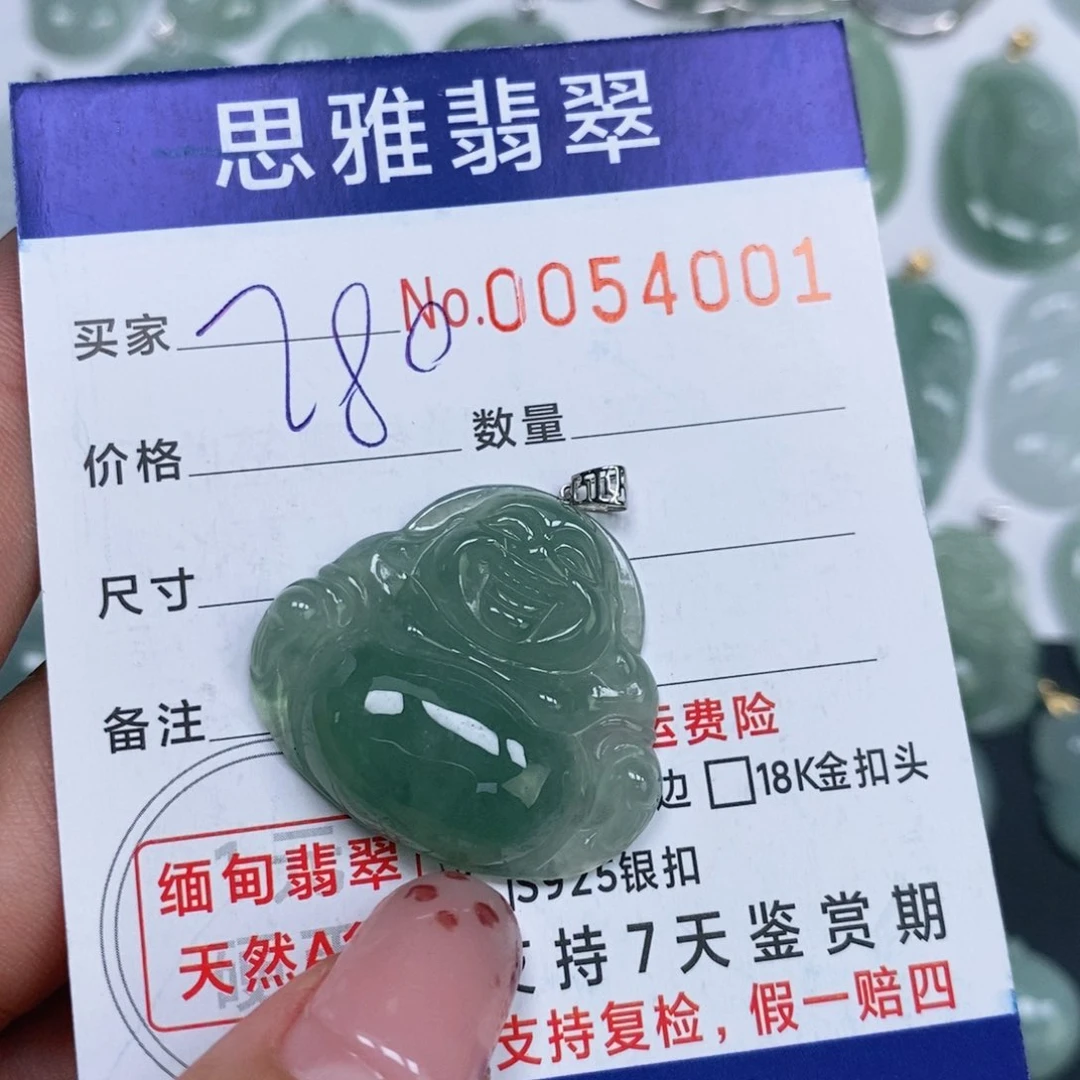 思雅翡翠
买家 780 No.0054001
价格 数量
尺寸
备注
运费险
边 □18K金扣头
S925银扣
缅甸翡翠
天然A
支持7天鉴赏期
支持复检，假一赔四